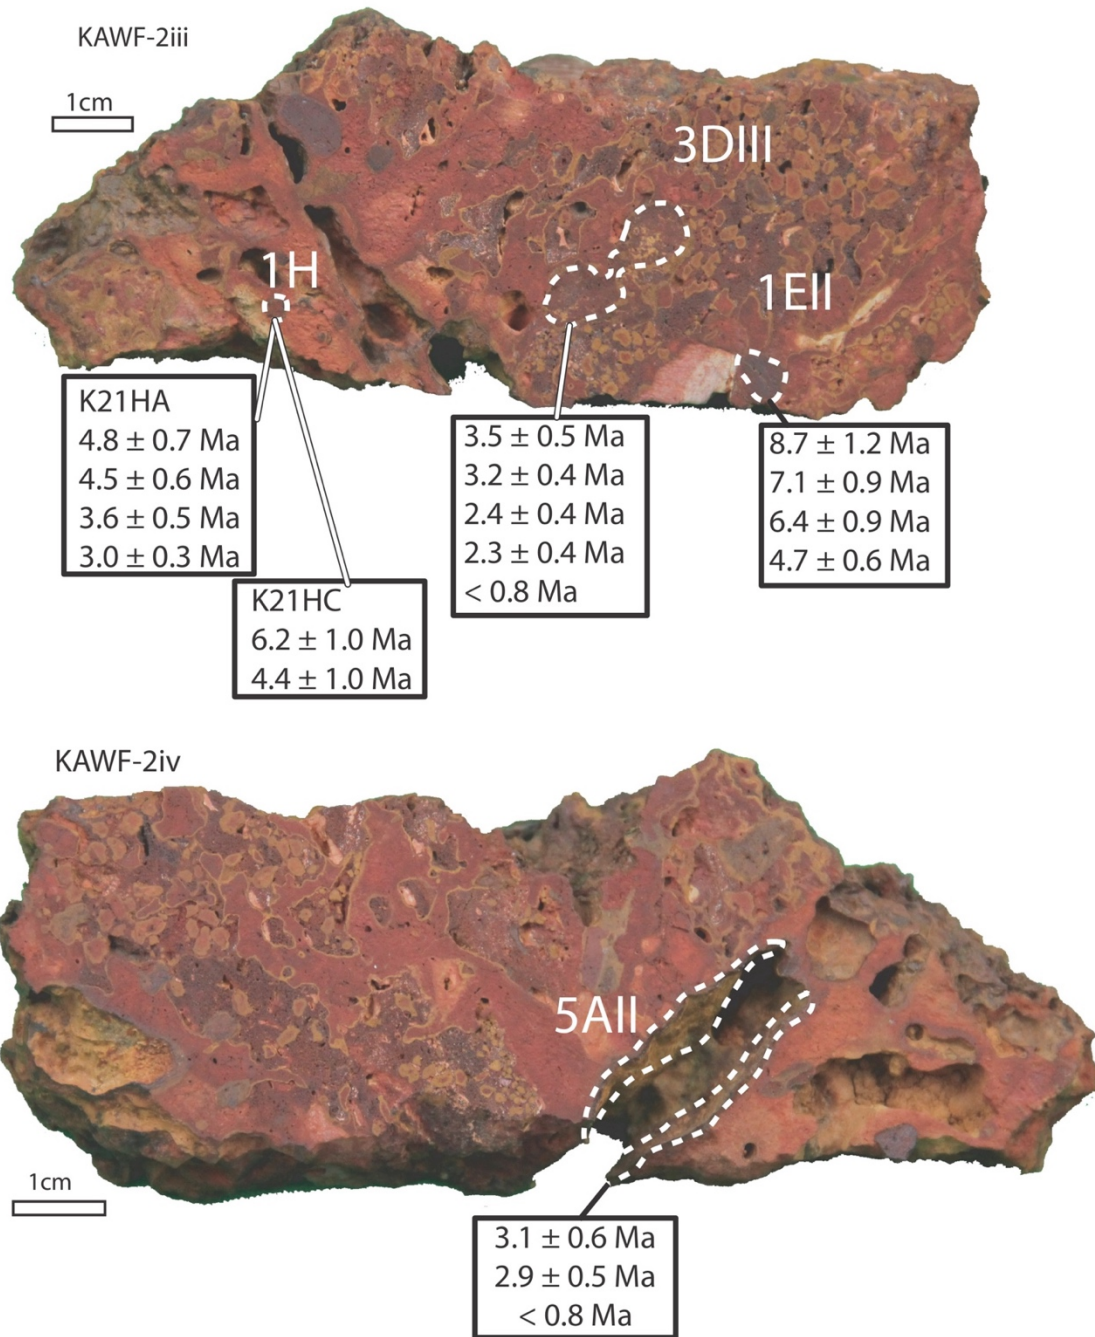 KAWF-2iii
1cm
3DIII
1H
1EII
K21HA
4.8 ± 0.7 Ma
4.5 ± 0.6 Ma
3.6 ± 0.5 Ma
3.0 ± 0.3 Ma
K21HC
6.2 ± 1.0 Ma
4.4 ± 1.0 Ma
3.5 ± 0.5 Ma
3.2 ± 0.4 Ma
2.4 ± 0.4 Ma
2.3 ± 0.4 Ma
< 0.8 Ma
8.7 ± 1.2 Ma
7.1 ± 0.9 Ma
6.4 ± 0.9 Ma
4.7 ± 0.6 Ma
KAWF-2iv
5AII
1cm
3.1 ± 0.6 Ma
2.9 ± 0.5 Ma
< 0.8 Ma